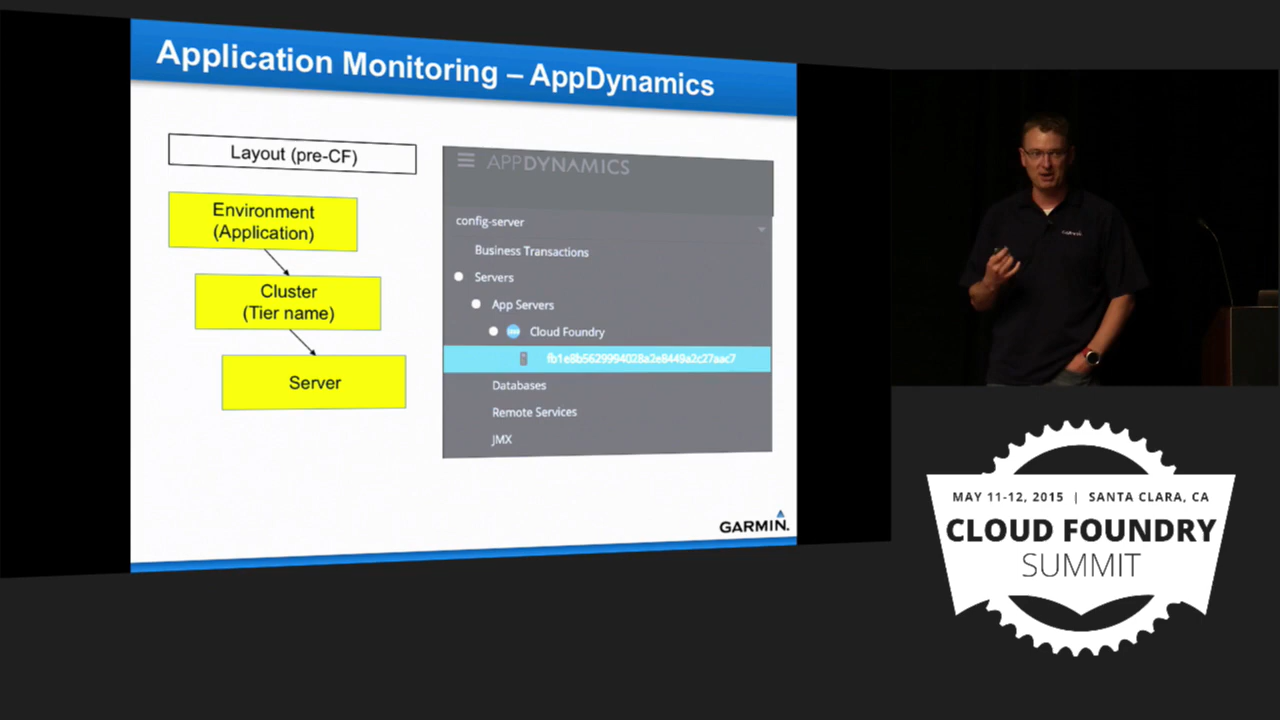 Application Monitoring – AppDynamics
Layout (pre-CF)
Environment
(Application)
Cluster
(Tier name)
Server
APPDYNAMICS
config-server
Business Transactions
Servers
App Servers
Cloud Foundry
fb1e8b5629994028a2e8449a2c27aac7
Databases
Remote Services
JMX
GARMIN.
GARMIN
MAY 11-12, 2015 | SANTA CLARA, CA
CLOUD FOUNDRY
SUMMIT